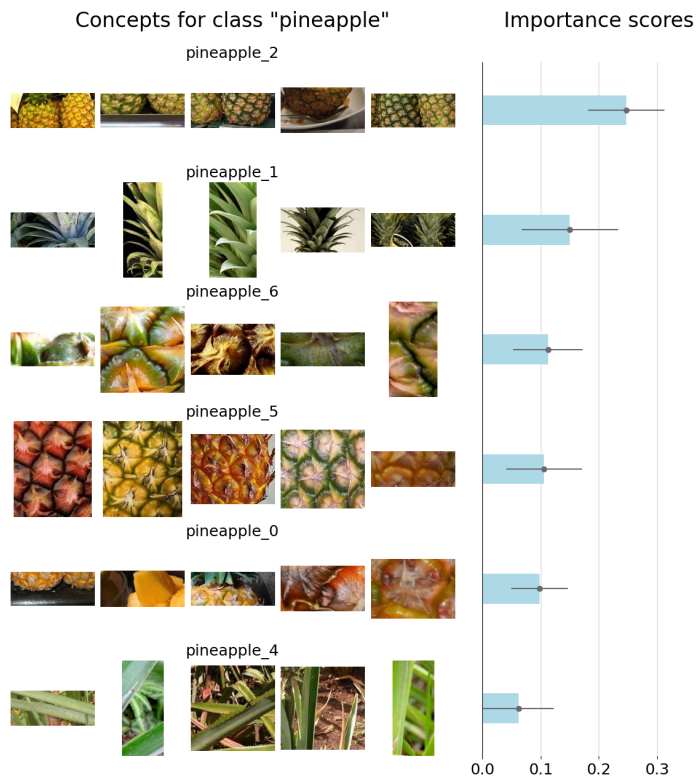 Concepts for class "pineapple"
Importance scores
pineapple_2
pineapple_1
pineapple_6
pineapple_5
pineapple_0
pineapple_4
0.0 0.1 0.2 0.3